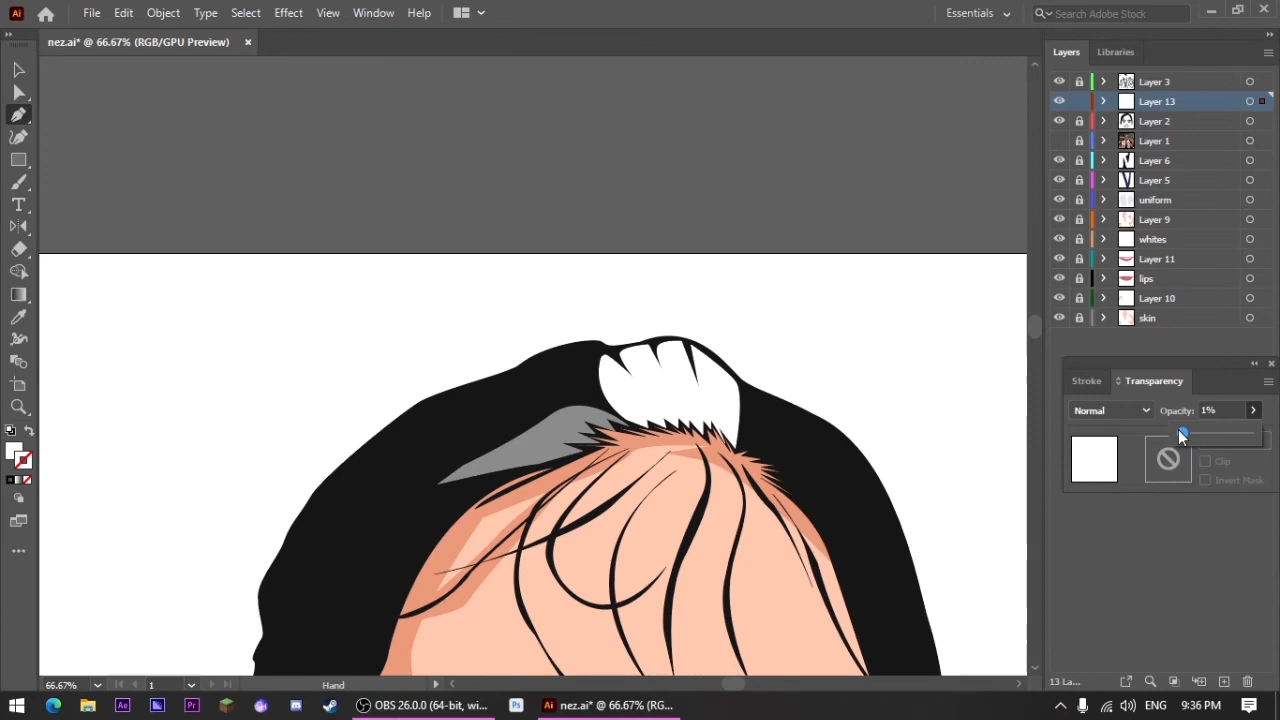 Ai File Edit Object Type Select Effect View Window Help Essentials Search Adobe Stock
nez.ai* @ 66.67% (RGB/GPU Preview) ×
Layers Libraries
Layer 3
Layer 13
Layer 2
Layer 1
Layer 6
Layer 5
uniform
Layer 9
whites
Layer 11
lips
Layer 10
skin
Stroke Transparency
Normal Opacity: 1%
Clip
Invert Mask
66.67% 1 Hand 13 La...
Ae Pr OBS 26.0.0 (64-bit, wi... Ai nez.ai* @ 66.67% (RG... ENG 9:36 PM